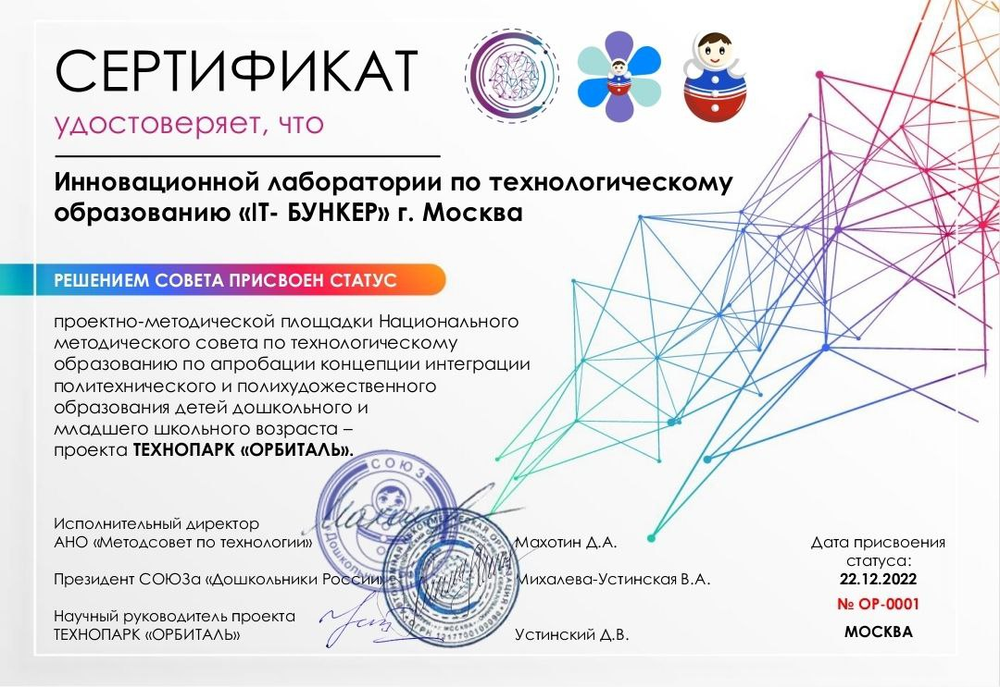 СЕРТИФИКАТ
удостоверяет, что
Инновационной лаборатории по технологическому
образованию «IT- БУНКЕР» г. Москва
РЕШЕНИЕМ СОВЕТА ПРИСВОЕН СТАТУС
проектно-методической площадки Национального
методического совета по технологическому
образованию по апробации концепции интеграции
политехнического и полихудожественного
образования детей дошкольного и
младшего школьного возраста –
проекта ТЕХНОПАРК «ОРБИТАЛЬ».
СОЮЗ
Исполнительный директор
АНО «Методсовет по технологии»
Махотин Д.А.
Президент СОЮЗа «Дошкольники России»
Михалева-Устинская В.А.
Научный руководитель проекта
ТЕХНОПАРК «ОРБИТАЛЬ»
Устинский Д.В.
Дата присвоения
статуса:
22.12.2022
№ ОР-0001
МОСКВА